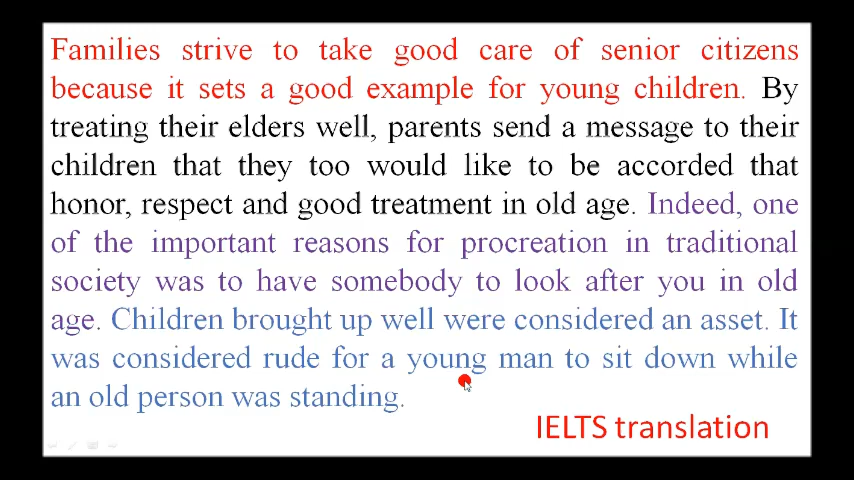 Families strive to take good care of senior citizens
because it sets a good example for young children. By
treating their elders well, parents send a message to their
children that they too would like to be accorded that
honor, respect and good treatment in old age. Indeed, one
of the important reasons for procreation in traditional
society was to have somebody to look after you in old
age. Children brought up well were considered an asset. It
was considered rude for a young man to sit down while
an old person was standing.
IELTS translation